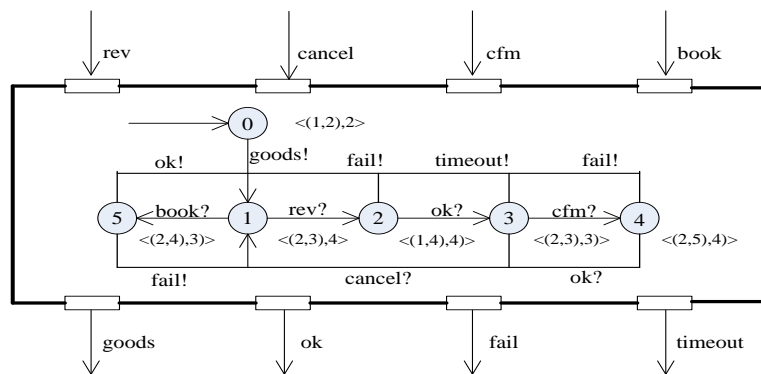 rev cancel cfm book
0 <(1,2),2>
goods!
ok! fail! timeout! fail!
5 book? 1 rev? 2 ok? 3 cfm? 4
<(2,4),3> <(2,3),4> <(1,4),4> <(2,3),3> <(2,5),4>
fail! cancel? ok?
goods ok fail timeout